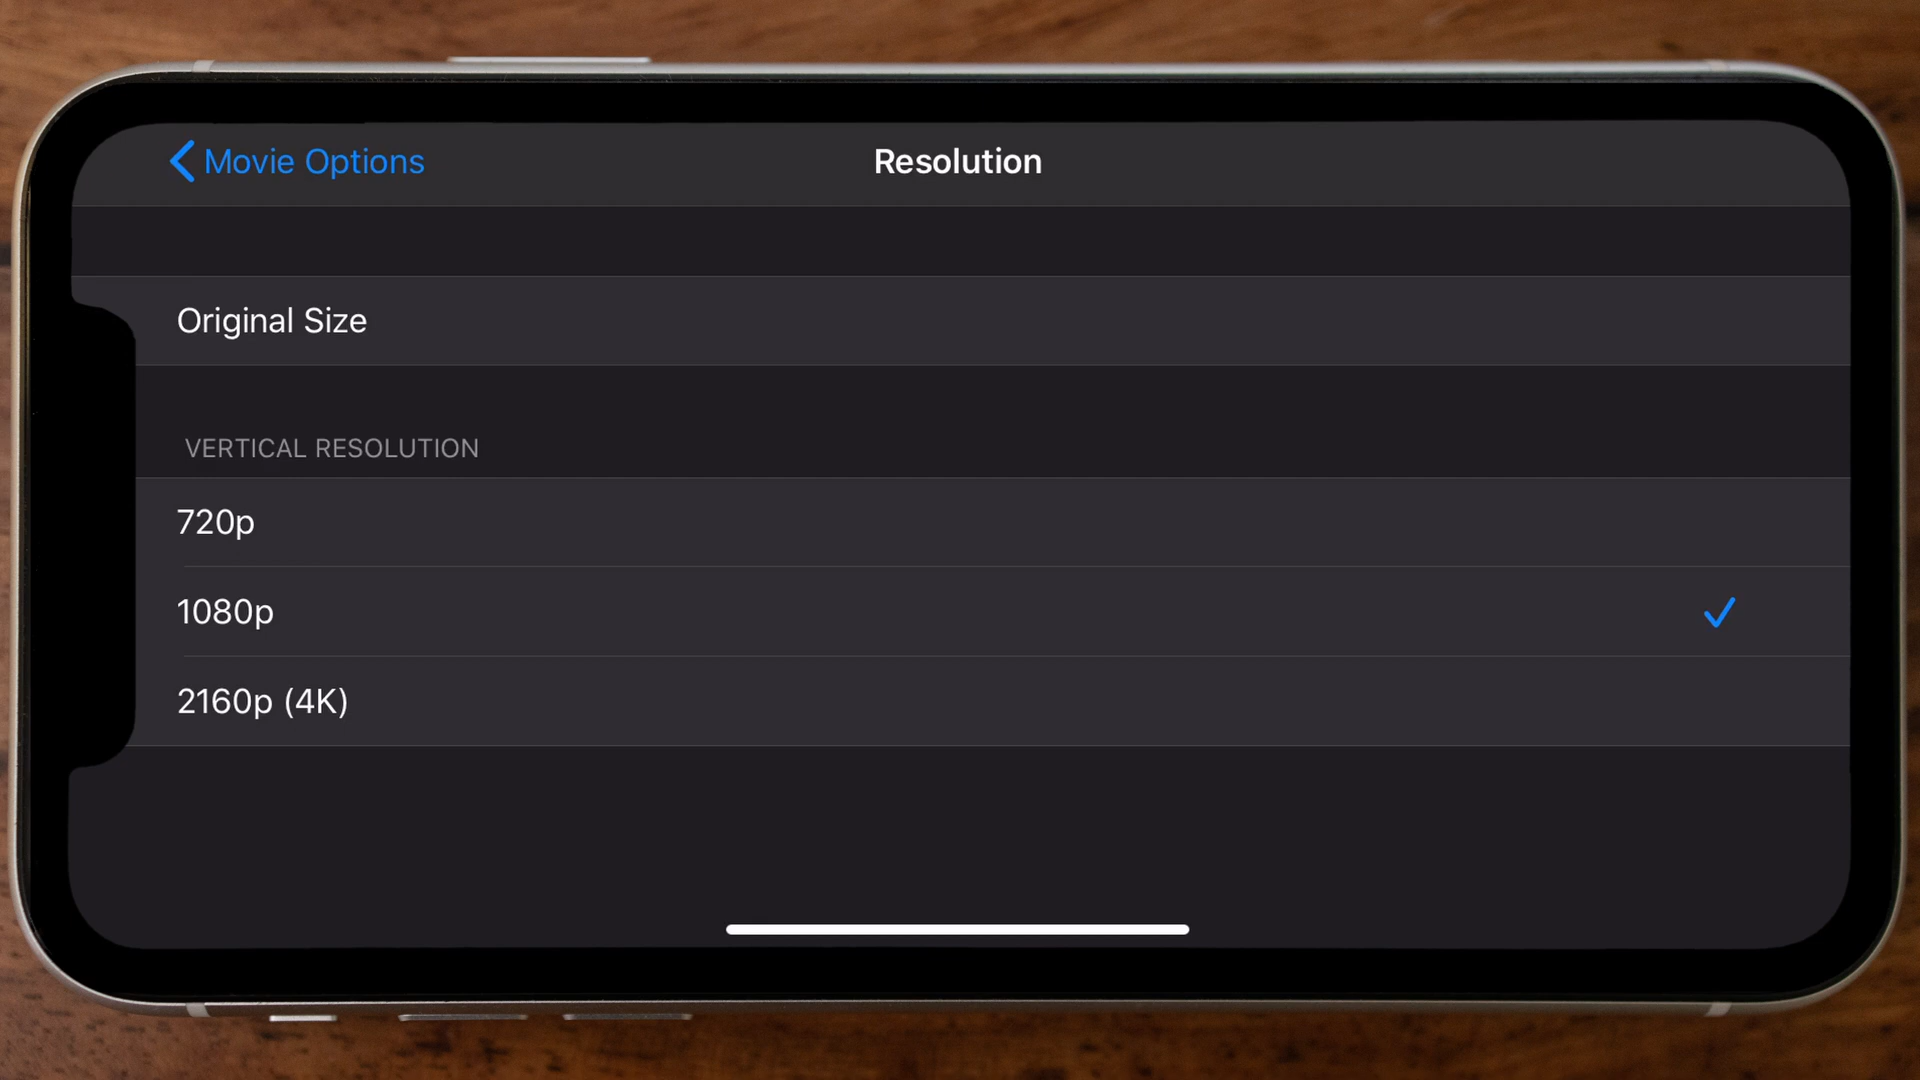 Movie Options
Resolution
Original Size
VERTICAL RESOLUTION
720p
1080p
2160p (4K)